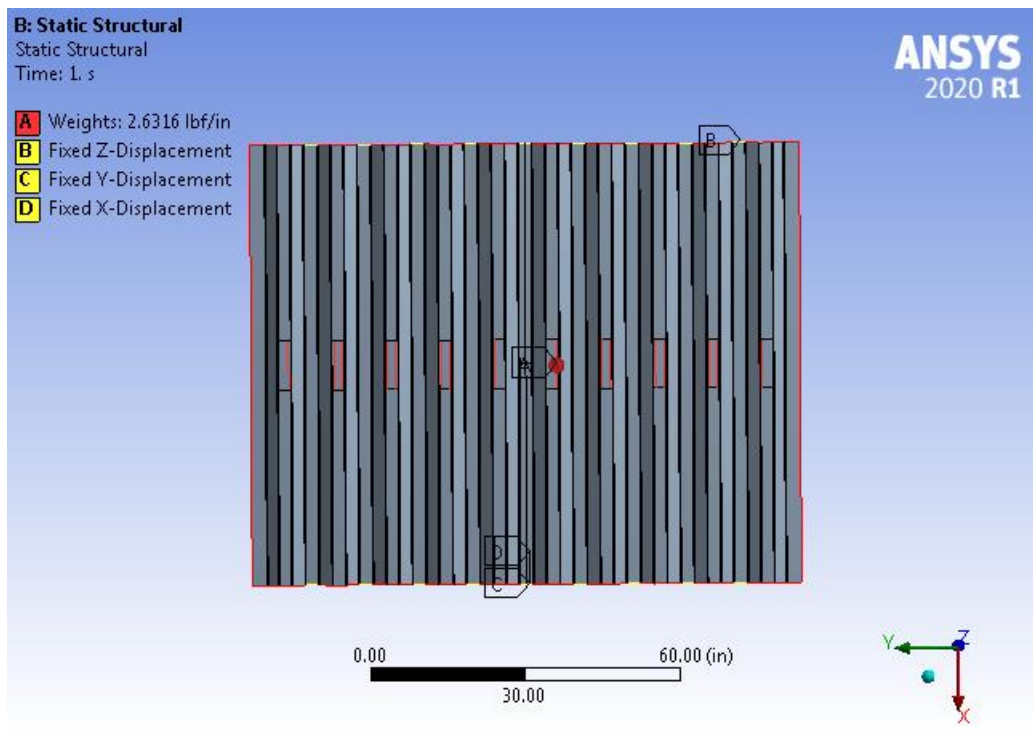 B: Static Structural
Static Structural
Time: 1. s
ANSYS
2020 R1
A Weights: 2.6316 lbf/in
B Fixed Z-Displacement
C Fixed Y-Displacement
D Fixed X-Displacement
B
D
C
0.00 60.00 (in)
30.00
Y Z
X